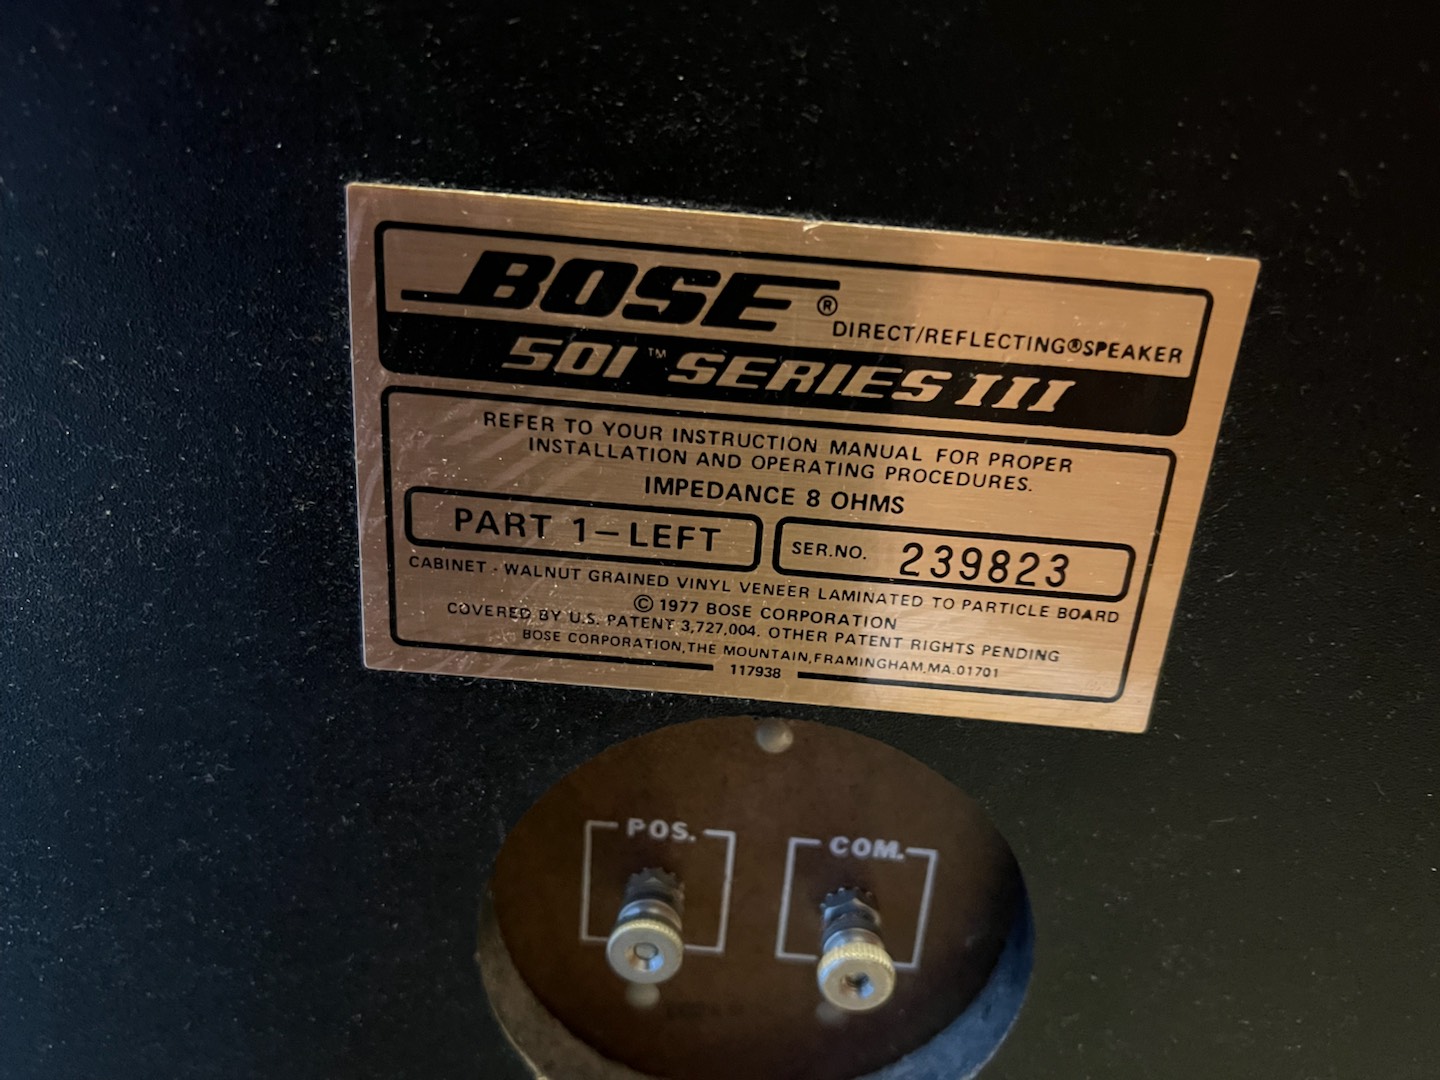 BOSE®
DIRECT/REFLECTING® SPEAKER
501™ SERIES III
REFER TO YOUR INSTRUCTION MANUAL FOR PROPER
INSTALLATION AND OPERATING PROCEDURES.
IMPEDANCE 8 OHMS
PART 1–LEFT
SER.NO. 239823
CABINET - WALNUT GRAINED VINYL VENEER LAMINATED TO PARTICLE BOARD
© 1977 BOSE CORPORATION
COVERED BY U.S. PATENT 3,727,004. OTHER PATENT RIGHTS PENDING
BOSE CORPORATION, THE MOUNTAIN, FRAMINGHAM, MA. 01701
117938
POS. COM.